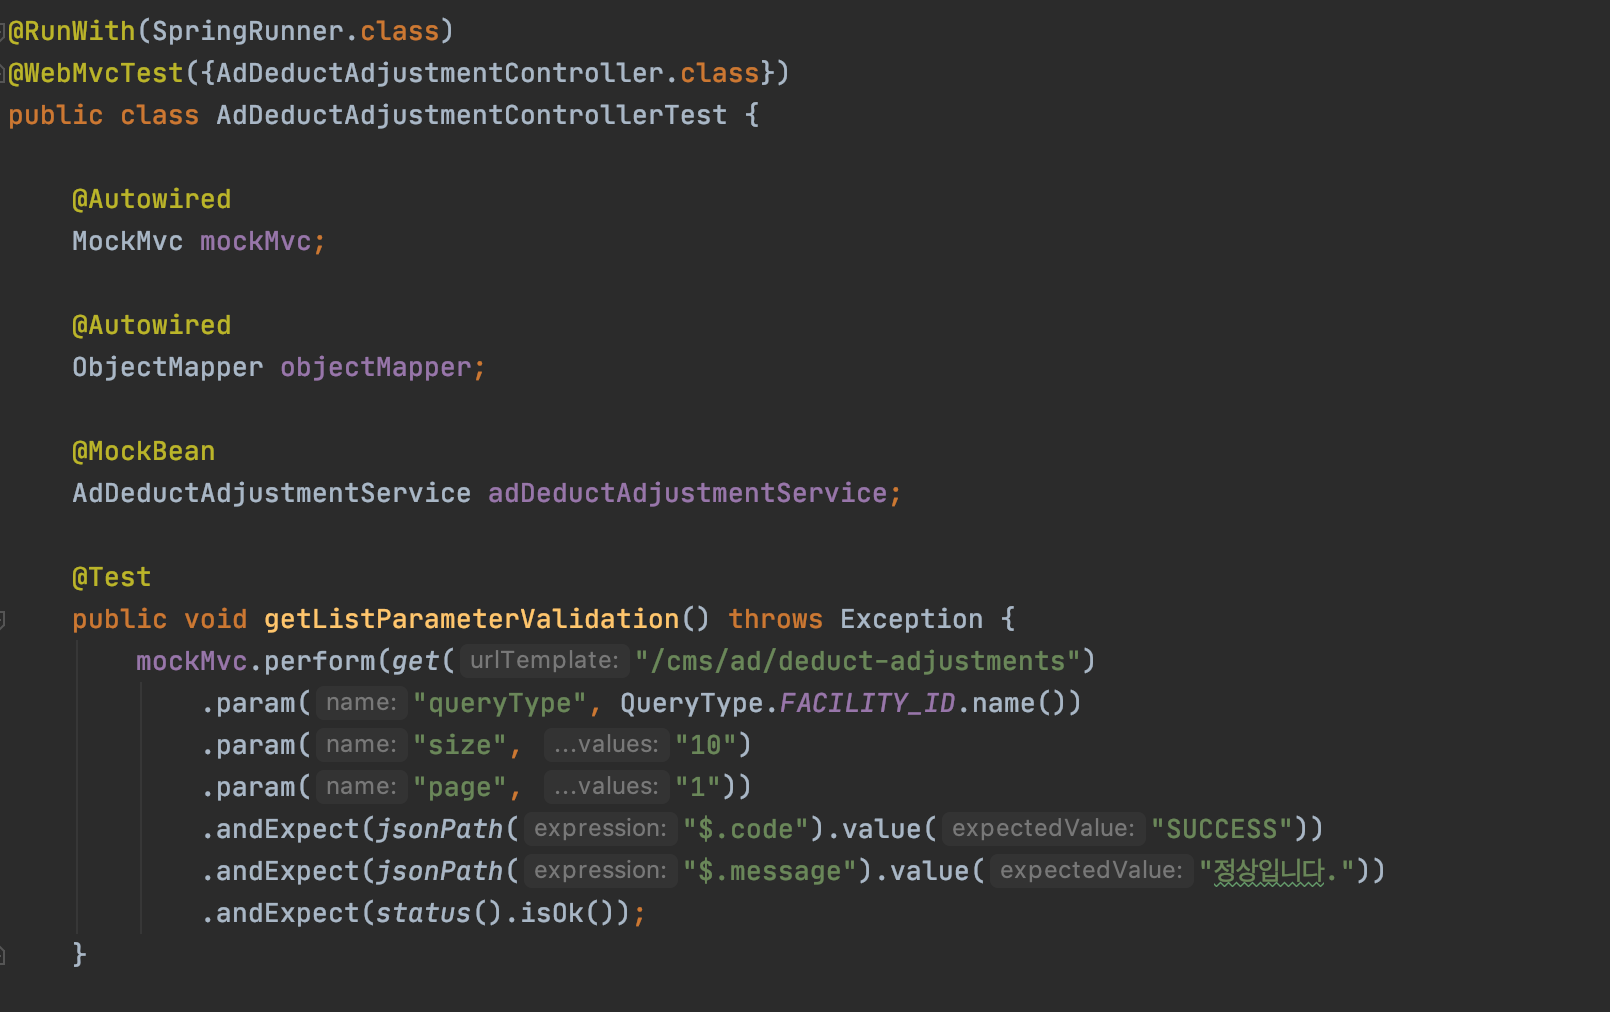 @RunWith(SpringRunner.class)
@WebMvcTest({AdDeductAdjustmentController.class})
public class AdDeductAdjustmentControllerTest {
@Autowired
MockMvc mockMvc;
@Autowired
ObjectMapper objectMapper;
@MockBean
AdDeductAdjustmentService adDeductAdjustmentService;
@Test
public void getListParameterValidation() throws Exception {
mockMvc.perform(get( urlTemplate: "/cms/ad/deduct-adjustments")
.param( name: "queryType", QueryType.FACILITY_ID.name())
.param( name: "size", ...values: "10")
.param( name: "page", ...values: "1"))
.andExpect(jsonPath( expression: "$.code").value( expectedValue: "SUCCESS"))
.andExpect(jsonPath( expression: "$.message").value( expectedValue: "정상입니다."))
.andExpect(status().isOk());
}